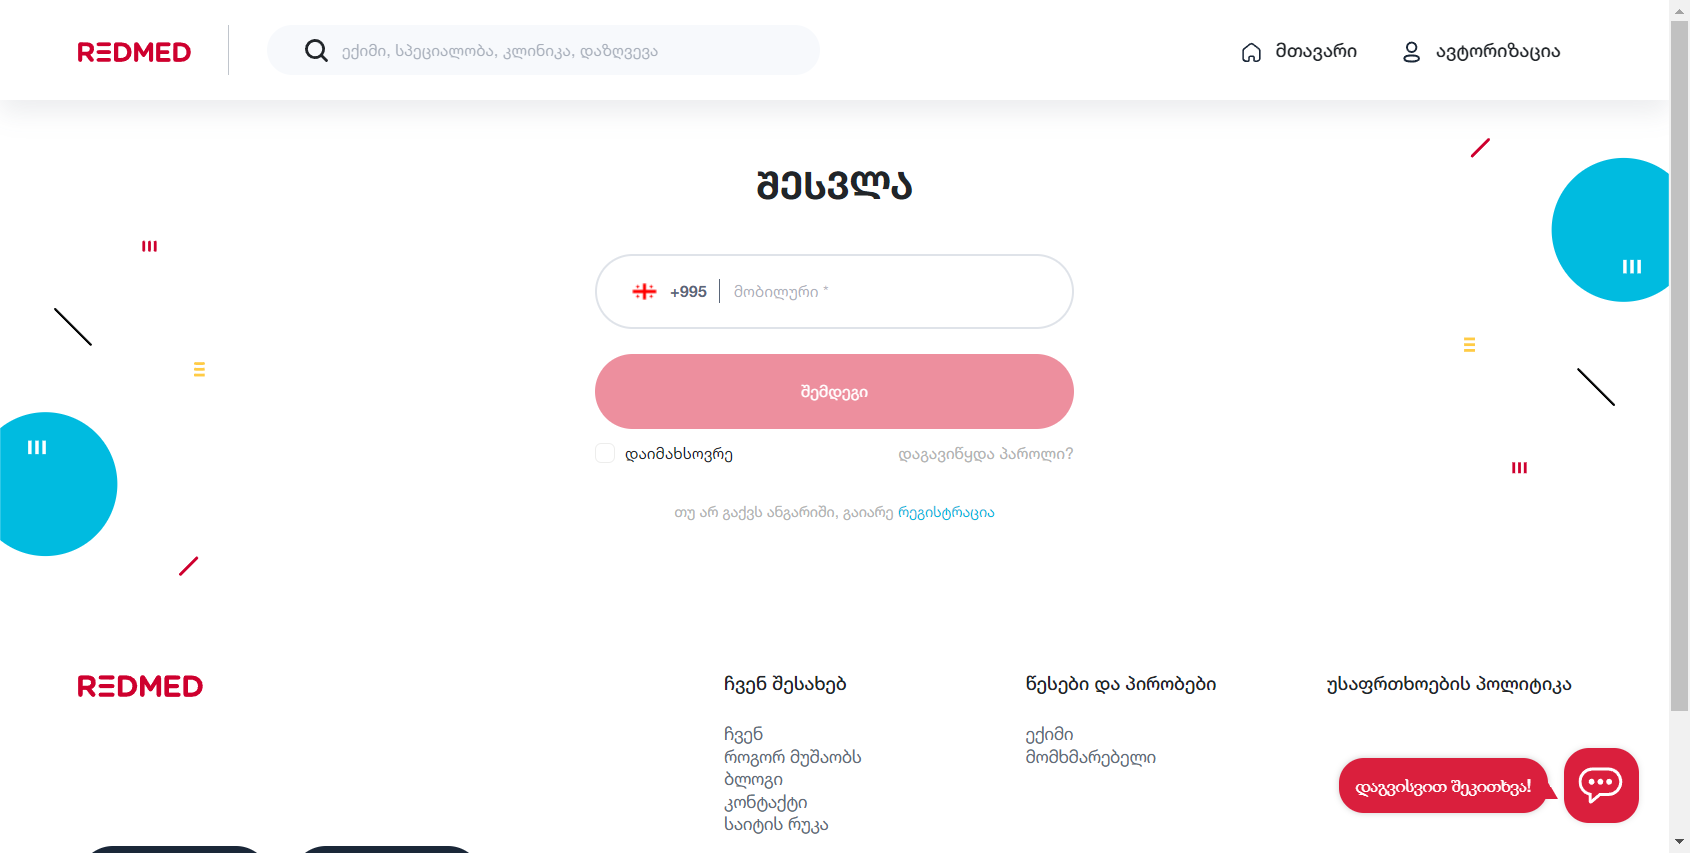 REDMED
ექიმი, სპეციალობა, კლინიკა, დაზღვევა
მთავარი
ავტორიზაცია
შესვლა
+995
მობილური *
შემდეგი
დაიმახსოვრე
დაგავიწყდა პაროლი?
თუ არ გაქვს ანგარიში, გაიარე რეგისტრაცია
REDMED
ჩვენ შესახებ
ჩვენ
როგორ მუშაობს
ბლოგი
კონტაქტი
საიტის რუკა
წესები და პირობები
ექიმი
მომხმარებელი
უსაფრთხოების პოლიტიკა
დაგვისვით შეკითხვა!